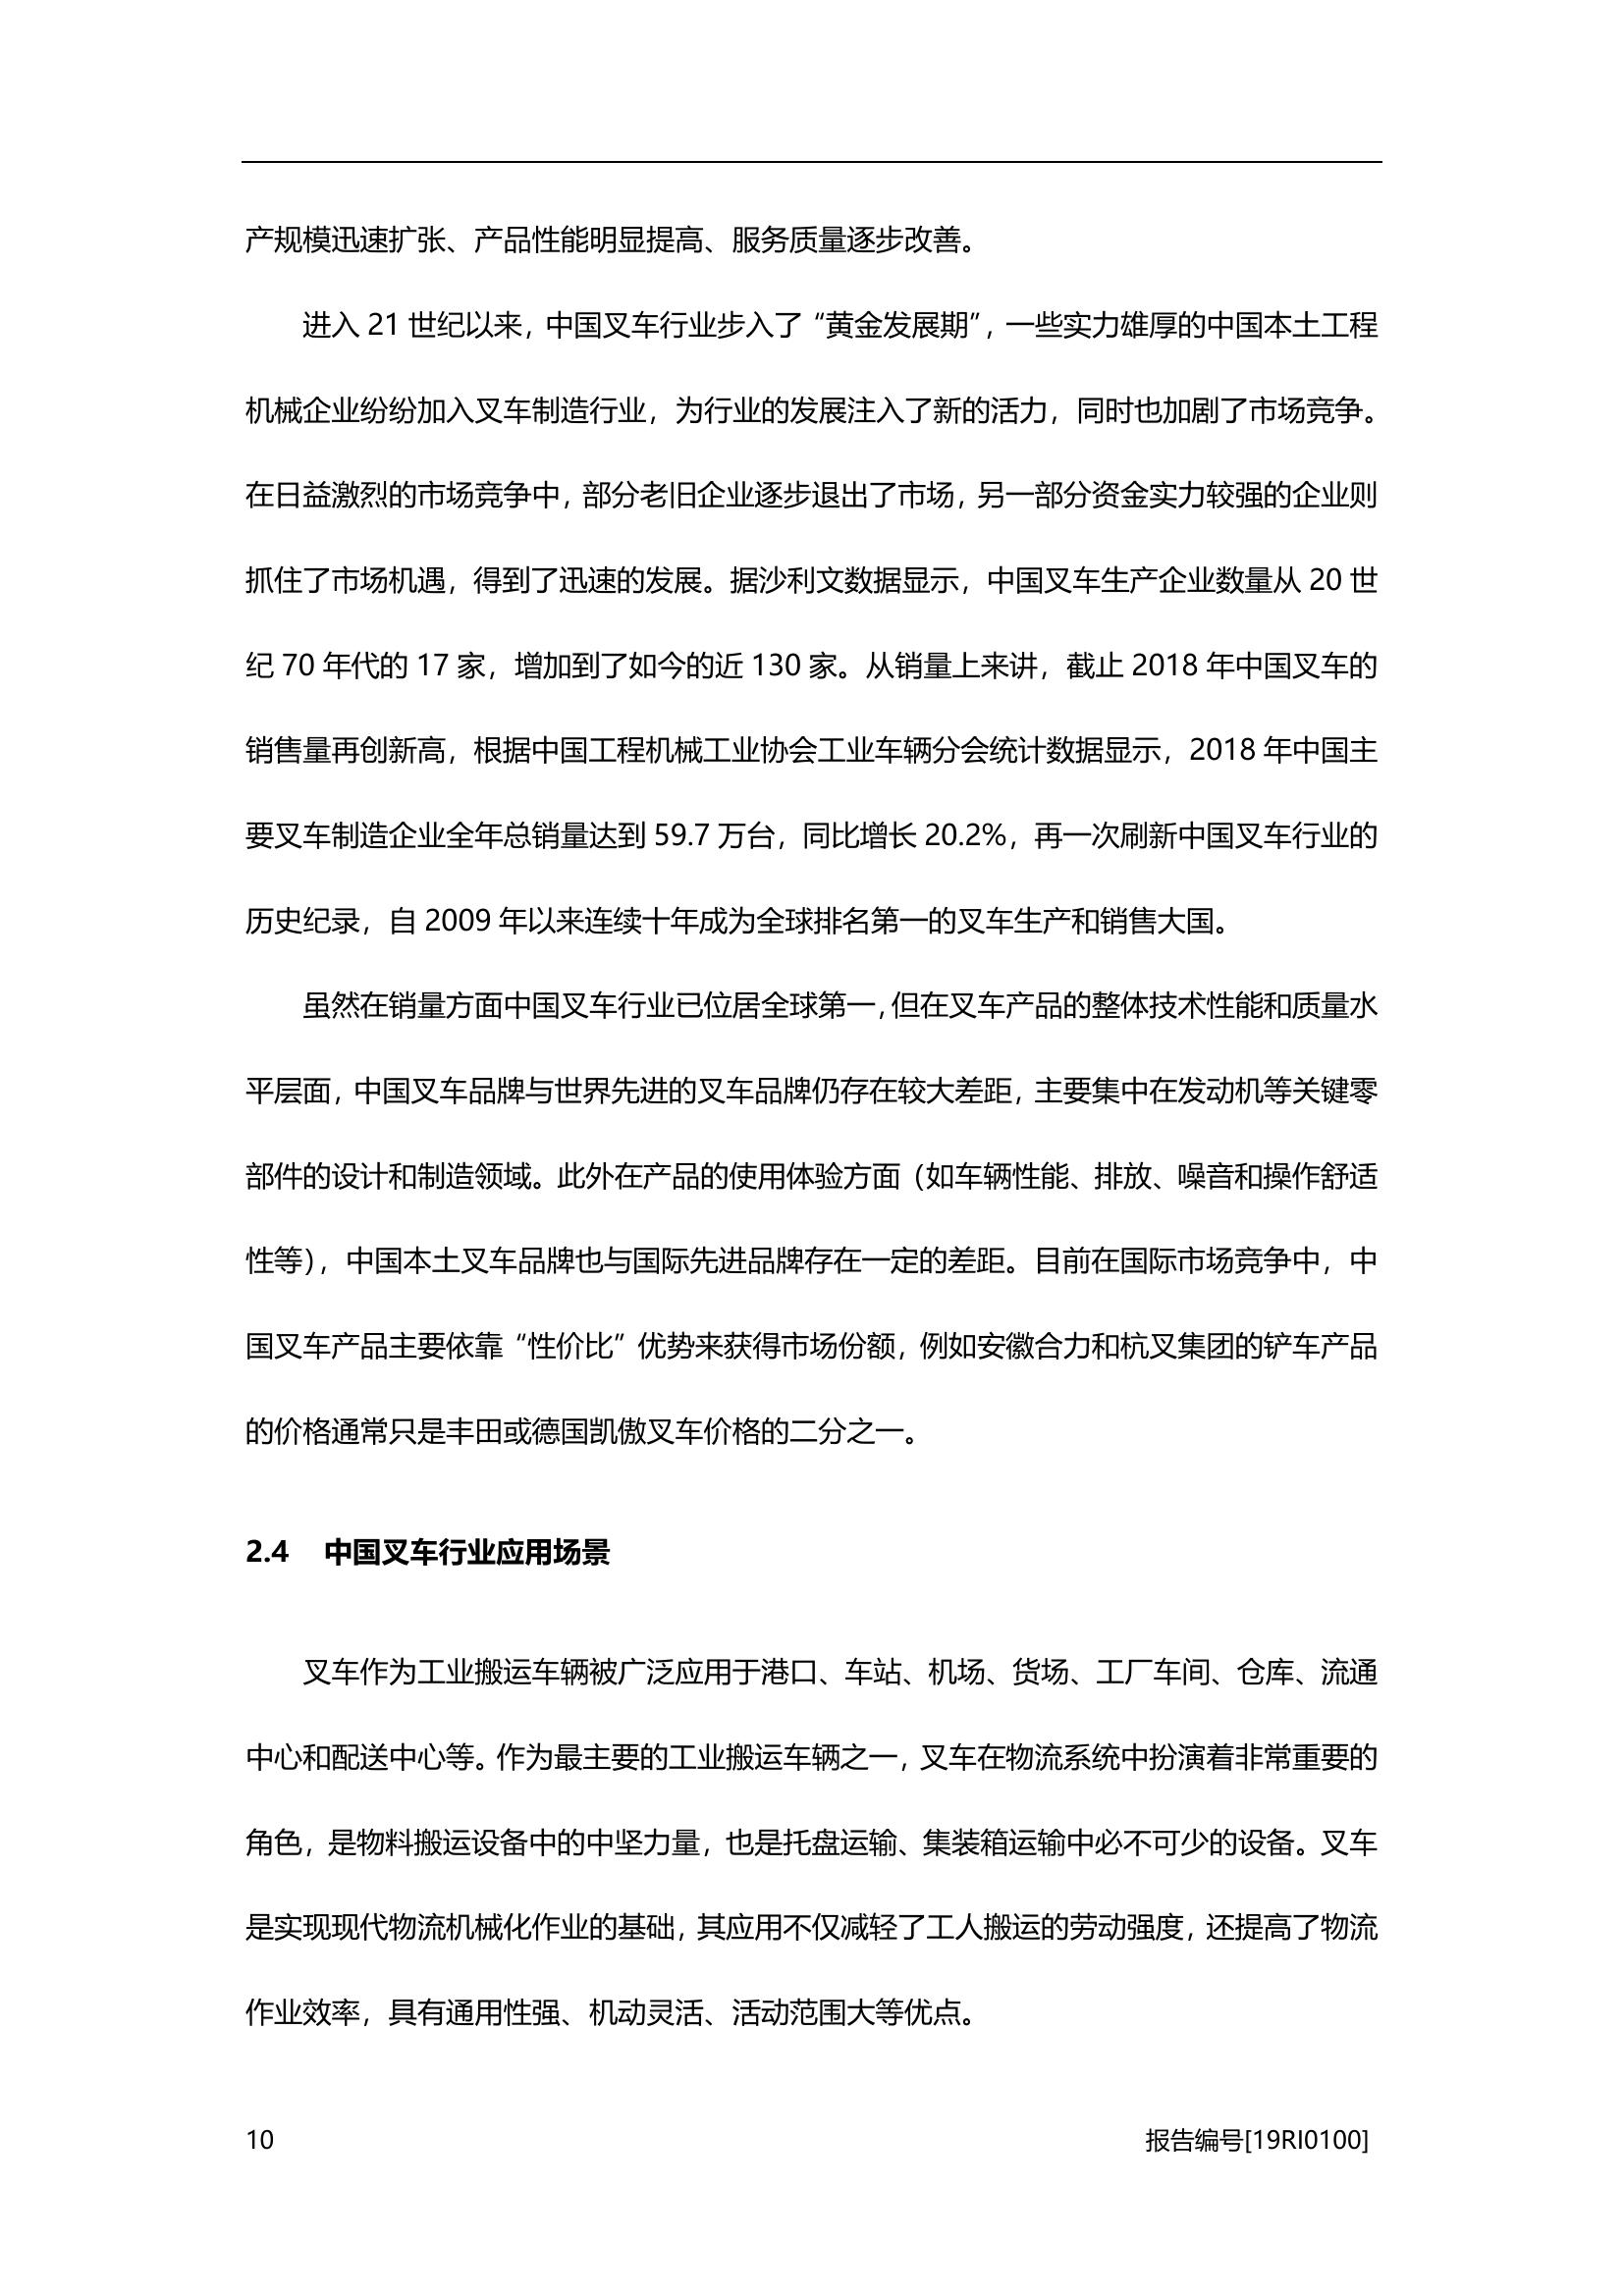 产规模迅速扩张、产品性能明显提高、服务质量逐步改善。
进入 21 世纪以来，中国叉车行业步入了“黄金发展期”，一些实力雄厚的中国本土工程
机械企业纷纷加入叉车制造行业，为行业的发展注入了新的活力，同时也加剧了市场竞争。
在日益激烈的市场竞争中，部分老旧企业逐步退出了市场，另一部分资金实力较强的企业则
抓住了市场机遇，得到了迅速的发展。据沙利文数据显示，中国叉车生产企业数量从 20 世
纪 70 年代的 17 家，增加到了如今的近 130 家。从销量上来讲，截止 2018 年中国叉车的
销售量再创新高，根据中国工程机械工业协会工业车辆分会统计数据显示，2018 年中国主
要叉车制造企业全年总销量达到 59.7 万台，同比增长 20.2%，再一次刷新中国叉车行业的
历史纪录，自 2009 年以来连续十年成为全球排名第一的叉车生产和销售大国。
虽然在销量方面中国叉车行业已位居全球第一，但在叉车产品的整体技术性能和质量水
平层面，中国叉车品牌与世界先进的叉车品牌仍存在较大差距，主要集中在发动机等关键零
部件的设计和制造领域。此外在产品的使用体验方面（如车辆性能、排放、噪音和操作舒适
性等），中国本土叉车品牌也与国际先进品牌存在一定的差距。目前在国际市场竞争中，中
国叉车产品主要依靠“性价比”优势来获得市场份额，例如安徽合力和杭叉集团的铲车产品
的价格通常只是丰田或德国凯傲叉车价格的二分之一。
2.4 中国叉车行业应用场景
叉车作为工业搬运车辆被广泛应用于港口、车站、机场、货场、工厂车间、仓库、流通
中心和配送中心等。作为最主要的工业搬运车辆之一，叉车在物流系统中扮演着非常重要的
角色，是物料搬运设备中的中坚力量，也是托盘运输、集装箱运输中必不可少的设备。叉车
是实现现代物流机械化作业的基础，其应用不仅减轻了工人搬运的劳动强度，还提高了物流
作业效率，具有通用性强、机动灵活、活动范围大等优点。
10 报告编号[19RI0100]